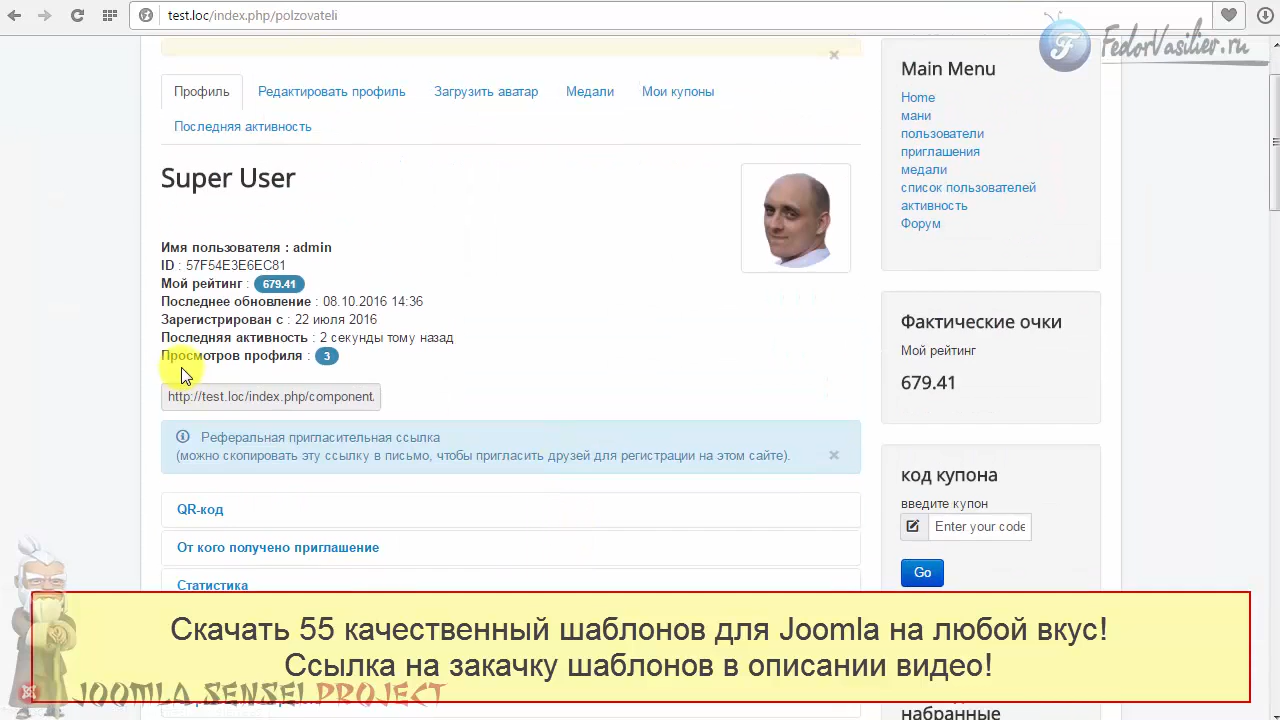 test.loc/index.php/polzovateli
FedorVasilier.ru
Профиль
Редактировать профиль
Загрузить аватар
Медали
Мои купоны
Последняя активность
Super User
Имя пользователя : admin
ID : 57F54E3E6EC81
Мой рейтинг : 679.41
Последнее обновление : 08.10.2016 14:36
Зарегистрирован с : 22 июля 2016
Последняя активность : 2 секунды тому назад
Просмотров профиля : 3
http://test.loc/index.php/component
Реферальная пригласительная ссылка
(можно скопировать эту ссылку в письмо, чтобы пригласить друзей для регистрации на этом сайте).
QR-код
От кого получено приглашение
Статистика
Main Menu
Home
мани
пользователи
приглашения
медали
список пользователей
активность
Форум
Фактические очки
Мой рейтинг
679.41
код купона
введите купон
Enter your code
Go
набранные
Скачать 55 качественный шаблонов для Joomla на любой вкус!
Ссылка на закачку шаблонов в описании видео!
JOOMLA SENSEI PROJECT